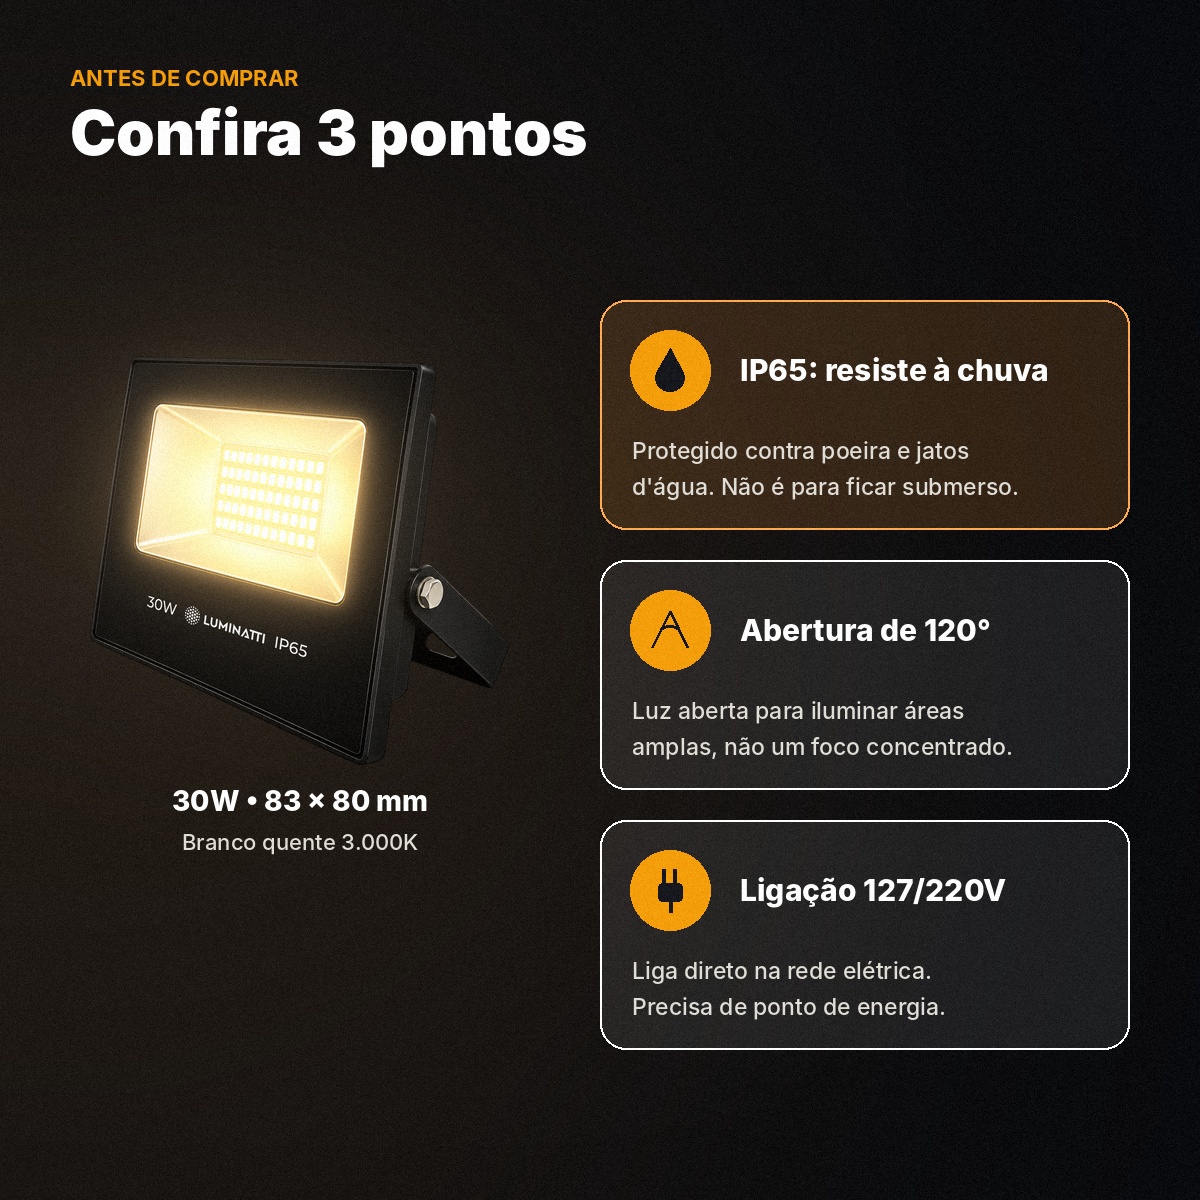 ANTES DE COMPRAR
Confira 3 pontos
IP65: resiste à chuva
Protegido contra poeira e jatos
d'água. Não é para ficar submerso.
Abertura de 120°
Luz aberta para iluminar áreas
amplas, não um foco concentrado.
Ligação 127/220V
Liga direto na rede elétrica.
Precisa de ponto de energia.
30W LUMINATTI IP65
30W • 83 × 80 mm
Branco quente 3.000K